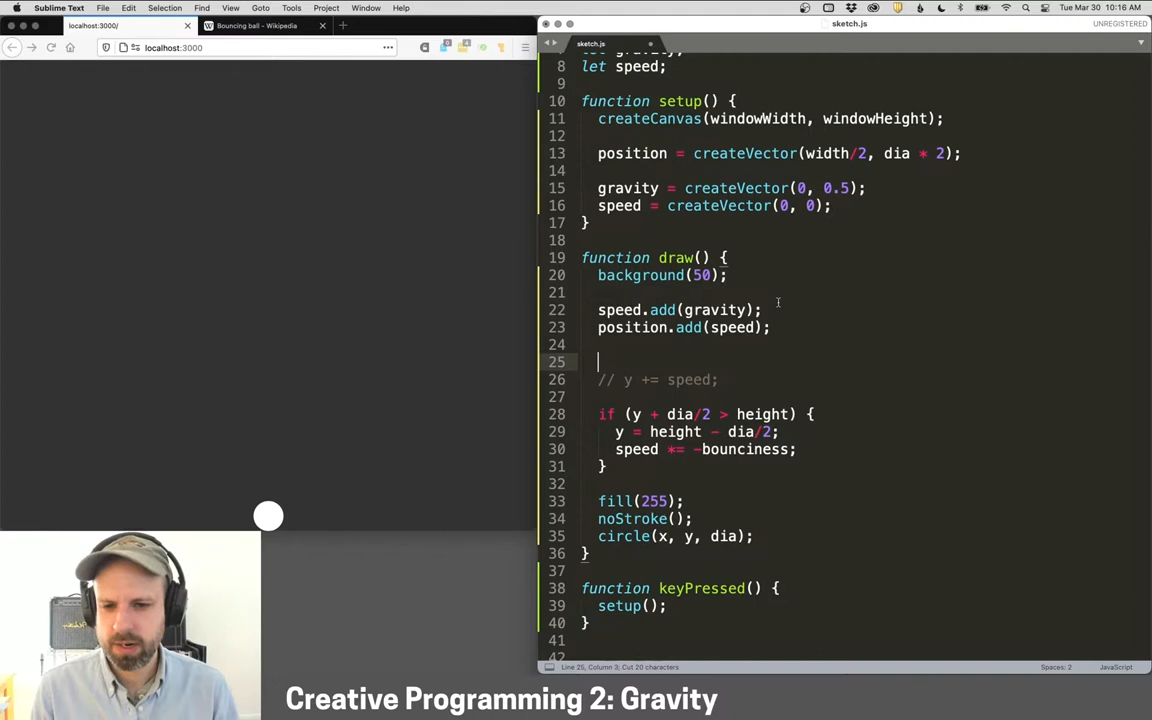 Sublime Text File Edit Selection Find View Goto Tools Project Window Help
Tue Mar 30 10:16 AM
localhost:3000/
Bouncing ball - Wikipedia
localhost:3000
sketch.js
UNREGISTERED
sketch.js
let gravity;
8 let speed;
9
10 function setup() {
11 createCanvas(windowWidth, windowHeight);
12
13 position = createVector(width/2, dia * 2);
14
15 gravity = createVector(0, 0.5);
16 speed = createVector(0, 0);
17 }
18
19 function draw() {
20 background(50);
21
22 speed.add(gravity);
23 position.add(speed);
24
25
26 // y += speed;
27
28 if (y + dia/2 > height) {
29 y = height - dia/2;
30 speed *= -bounciness;
31 }
32
33 fill(255);
34 noStroke();
35 circle(x, y, dia);
36 }
37
38 function keyPressed() {
39 setup();
40 }
41
42
Line 25, Column 3; Cut 20 characters
Spaces: 2
JavaScript
Creative Programming 2: Gravity